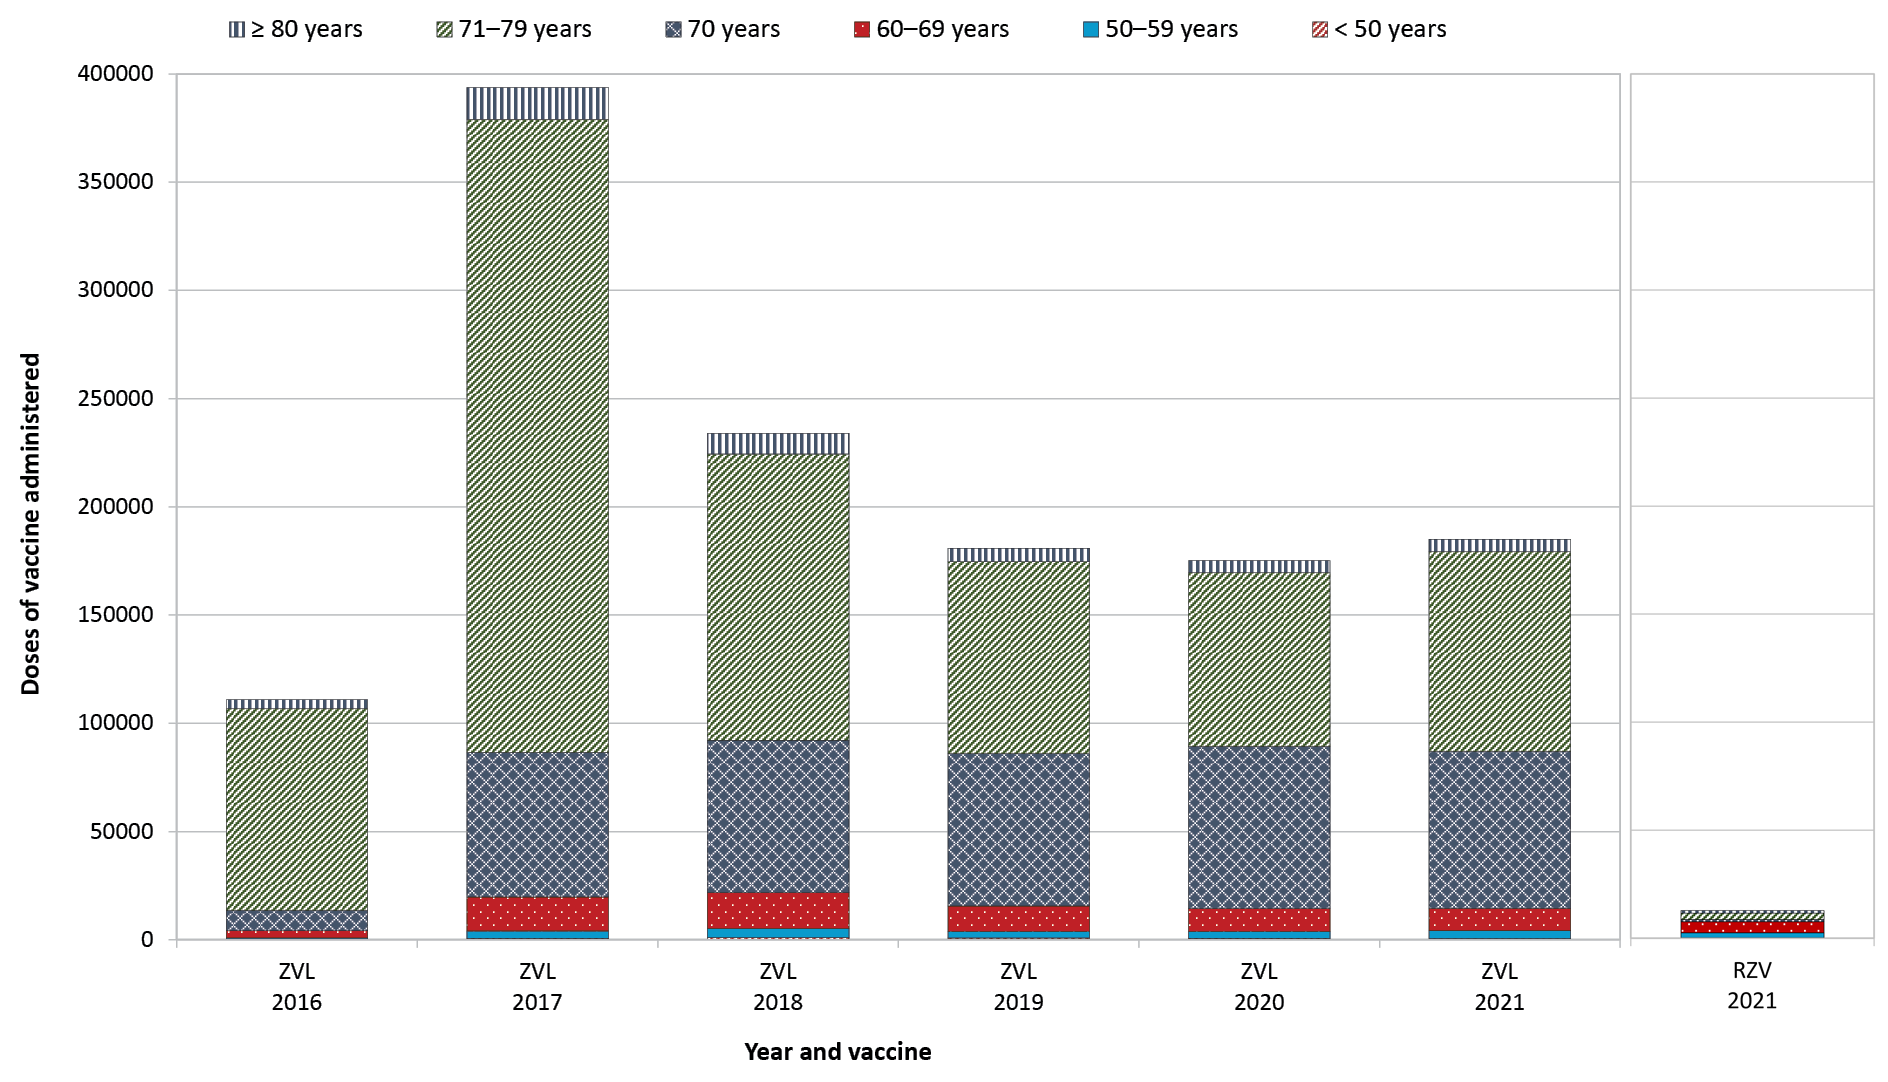 ≥ 80 years 71–79 years 70 years 60–69 years 50–59 years < 50 years
400000
350000
300000
250000
200000
150000
100000
50000
0
Doses of vaccine administered
ZVL ZVL ZVL ZVL ZVL ZVL RZV
2016 2017 2018 2019 2020 2021 2021
Year and vaccine